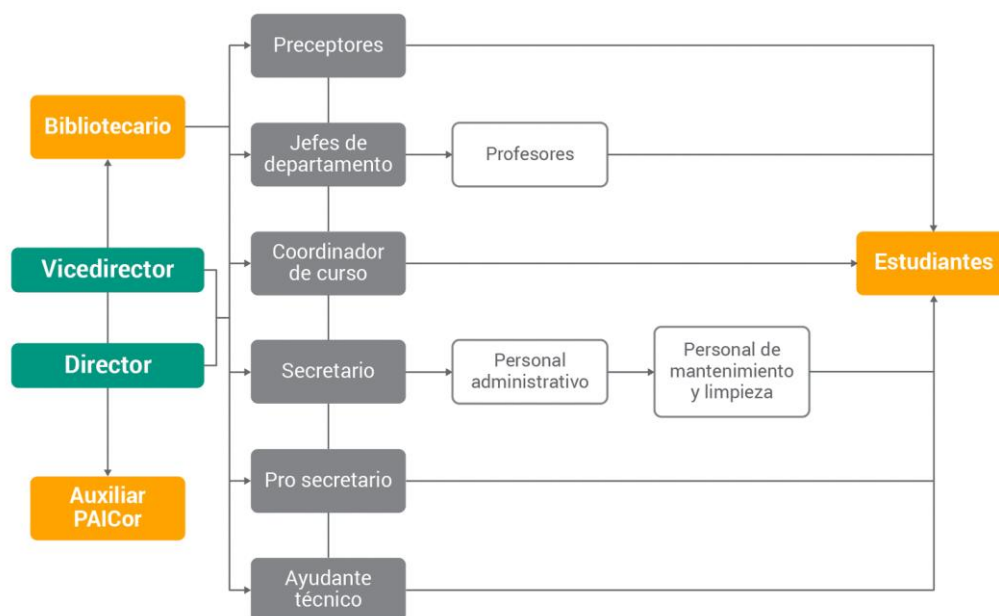 Preceptores
Bibliotecario
Jefes de
departamento
Profesores
Vicedirector
Coordinador
de curso
Estudiantes
Director
Secretario
Personal
administrativo
Personal de
mantenimiento
y limpieza
Auxiliar
PAICor
Pro secretario
Ayudante
técnico